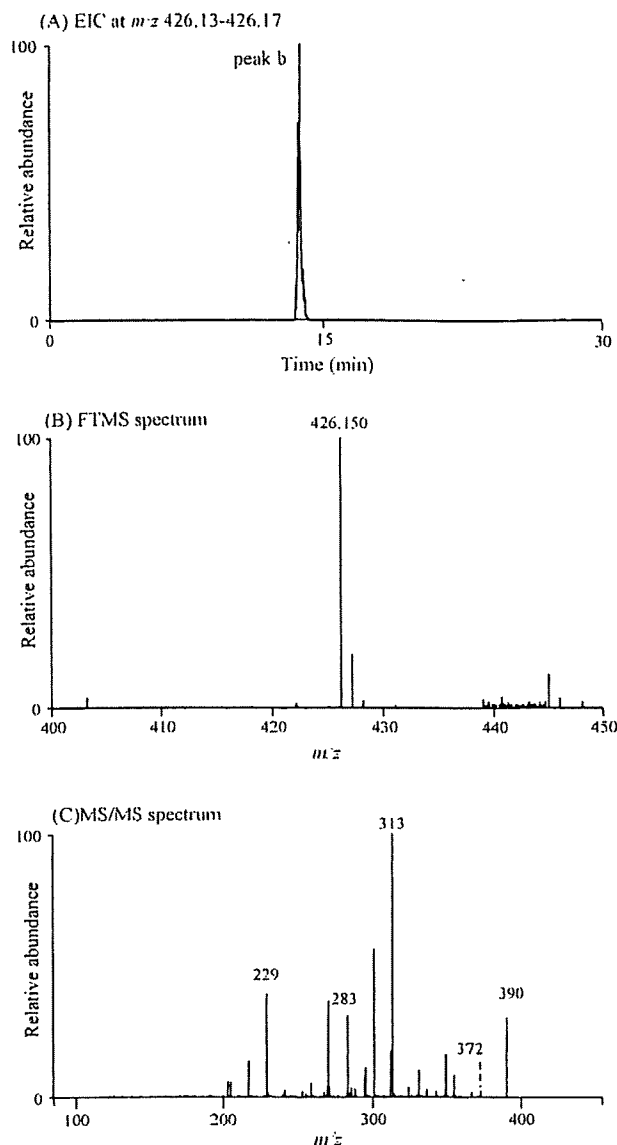 (A) EIC at m/z 426.13-426.17
100
peak b
Relative abundance
0
0
15
30
Time (min)
(B) FTMS spectrum
426.150
100
Relative abundance
0
400
410
420
430
440
450
m/z
(C)MS/MS spectrum
313
100
Relative abundance
229
283
390
372
0
100
200
300
400
m/z